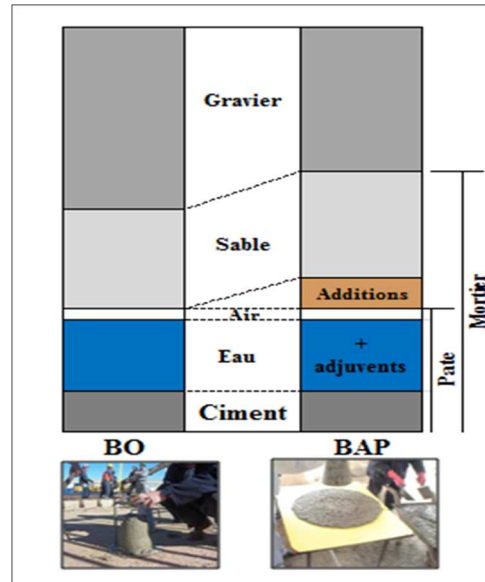 Gravier
Sable
Additions
Air
Eau
+
adjuvents
Ciment
Pate
Mortier
BO
BAP